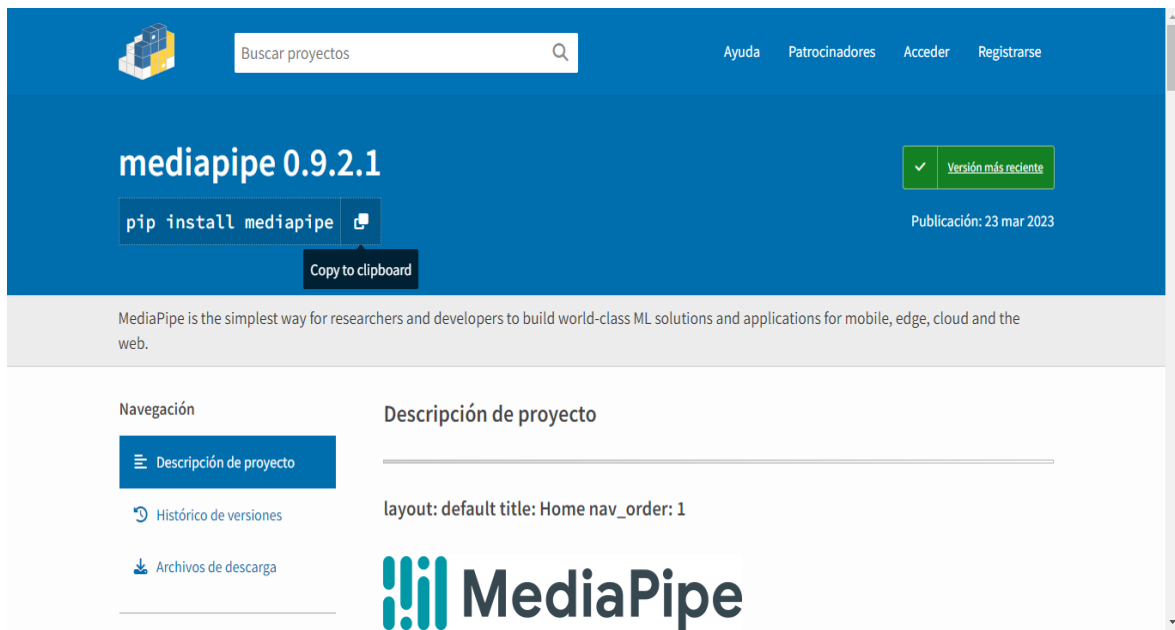 Buscar proyectos
Ayuda Patrocinadores Acceder Registrarse
mediapipe 0.9.2.1
Versión más reciente
pip install mediapipe
Publicación: 23 mar 2023
Copy to clipboard
MediaPipe is the simplest way for researchers and developers to build world-class ML solutions and applications for mobile, edge, cloud and the
web.
Navegación
Descripción de proyecto
Histórico de versiones
Archivos de descarga
Descripción de proyecto
layout: default title: Home nav_order: 1
MediaPipe